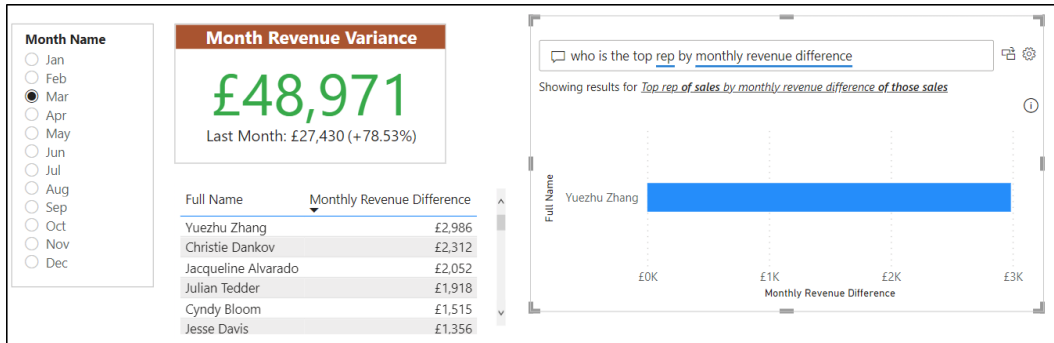 Month Name
Jan
Feb
Mar
Apr
May
Jun
Jul
Aug
Sep
Oct
Nov
Dec
Month Revenue Variance
£48,971
Last Month: £27,430 (+78.53%)
Full Name Monthly Revenue Difference
Yuezhu Zhang £2,986
Christie Dankov £2,312
Jacqueline Alvarado £2,052
Julian Tedder £1,918
Cyndy Bloom £1,515
Jesse Davis £1,356
who is the top rep by monthly revenue difference
Showing results for Top rep of sales by monthly revenue difference of those sales
Full Name
Yuezhu Zhang
£0K £1K £2K £3K
Monthly Revenue Difference